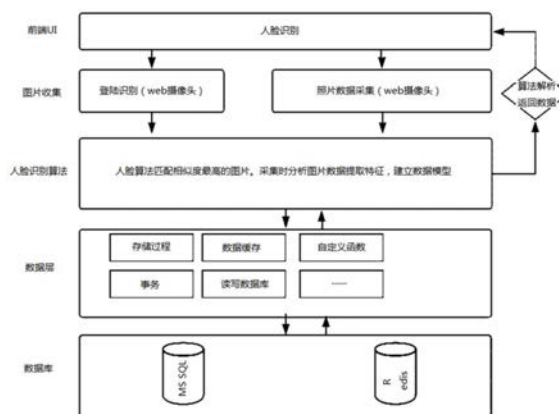 前端UI
人脸识别
图片收集
登陆识别（web摄像头）
照片数据采集（web摄像头）
算法解析
返回数据
人脸识别算法
人脸算法匹配相似度最高的图片。采集时分析图片数据提取特征，建立数据模型
数据层
存储过程
数据缓存
自定义函数
事务
读写数据库
......
数据库
MS SQL
R
edis